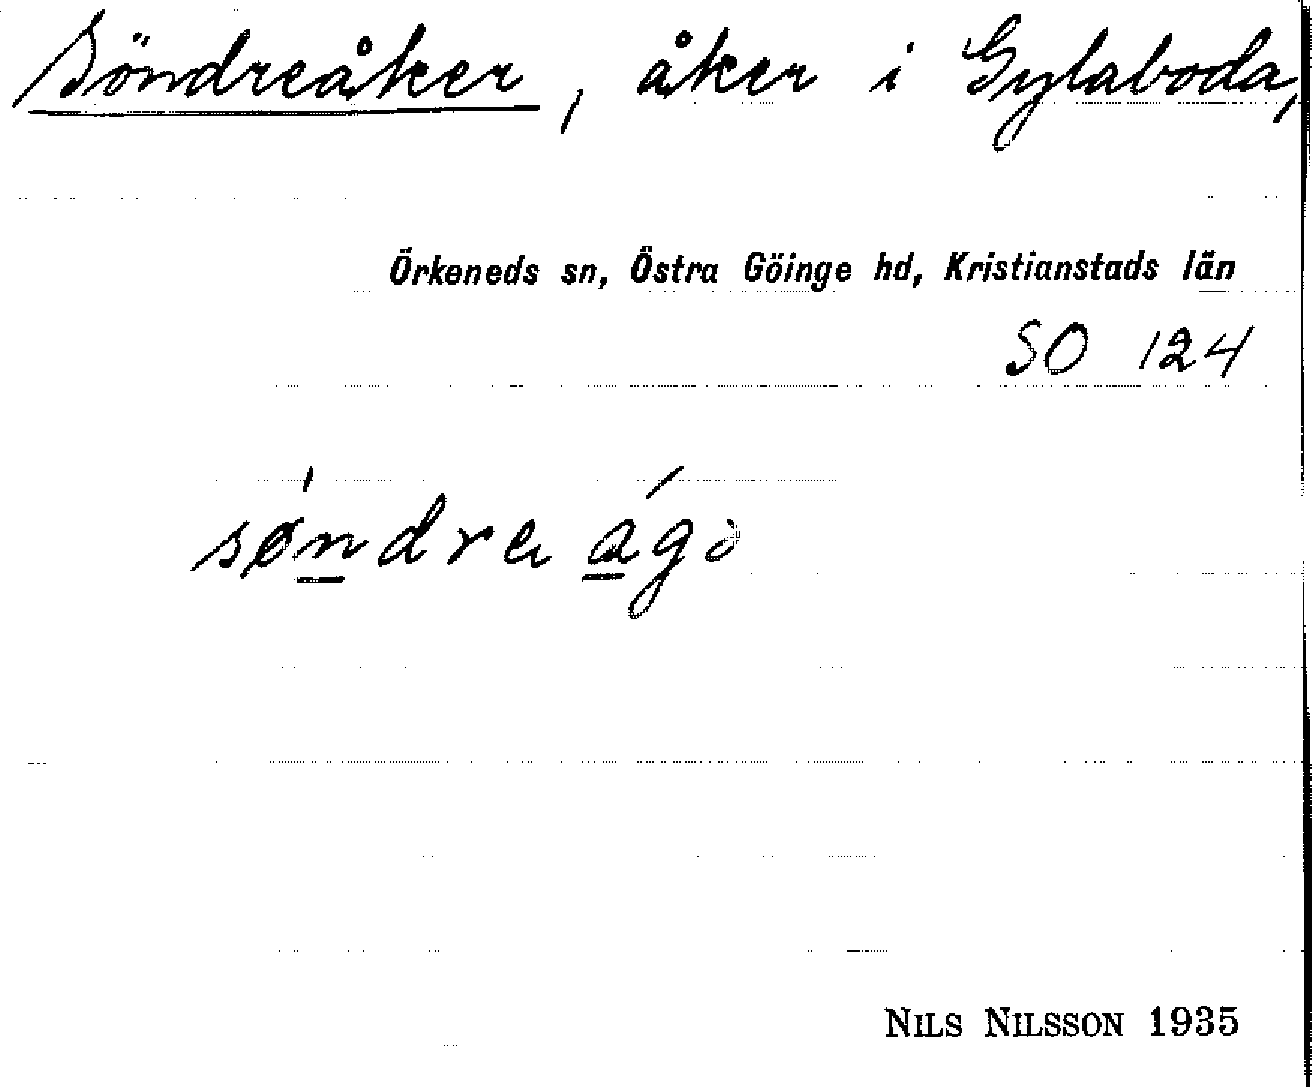 Söndreåker, åker i Gylaboda,
Örkeneds sn, Östra Göinge hd, Kristianstads län
SO 124
søndre ågə
NILS NILSSON 1935